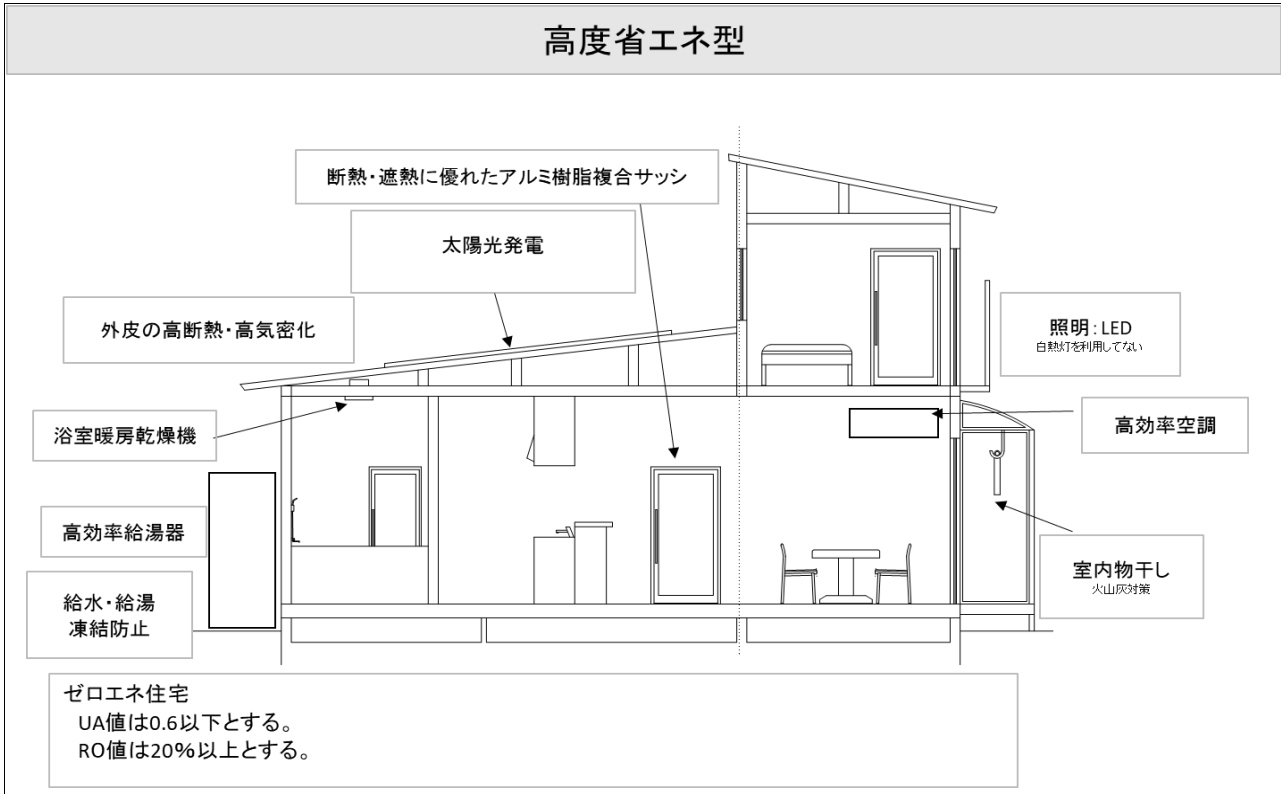 高度省エネ型
断熱・遮熱に優れたアルミ樹脂複合サッシ
太陽光発電
外皮の高断熱・高気密化
照明：LED
白熱灯を利用してない
浴室暖房乾燥機
高効率空調
高効率給湯器
室内物干し
火山灰対策
給水・給湯
凍結防止
ゼロエネ住宅
UA値は0.6以下とする。
RO値は20%以上とする。